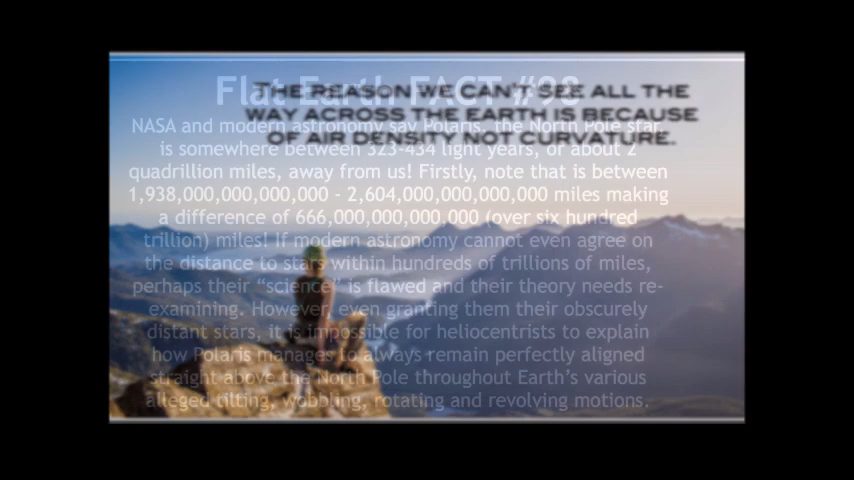 Flat Earth FACT #98
THE REASON WE CAN'T SEE ALL THE
WAY ACROSS THE EARTH IS BECAUSE
OF AIR DENSITY NOT CURVATURE.
NASA and modern astronomy say Polaris, the North Pole star,
is somewhere between 323-434 light years, or about 2
quadrillion miles, away from us! Firstly, note that is between
1,938,000,000,000,000 - 2,604,000,000,000,000 miles making
a difference of 666,000,000,000,000 (over six hundred
trillion) miles! If modern astronomy cannot even agree on
the distance to stars within hundreds of trillions of miles,
perhaps their “science” is flawed and their theory needs re-
examining. However, even granting them their obscurely
distant stars, it is impossible for heliocentrists to explain
how Polaris manages to always remain perfectly aligned
straight above the North Pole throughout Earth’s various
alleged tilting, wobbling, rotating and revolving motions.